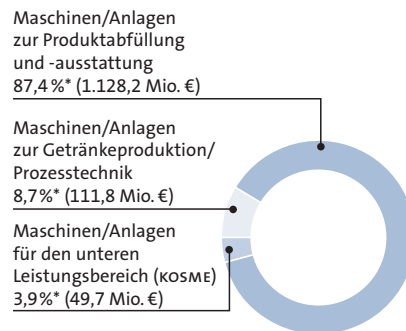 Maschinen/Anlagen
zur Produktabfüllung
und -ausstattung
87,4 %* (1.128,2 Mio. €)
Maschinen/Anlagen
zur Getränkeproduktion/
Prozesstechnik
8,7 %* (111,8 Mio. €)
Maschinen/Anlagen
für den unteren
Leistungsbereich (KOSME)
3,9 %* (49,7 Mio. €)